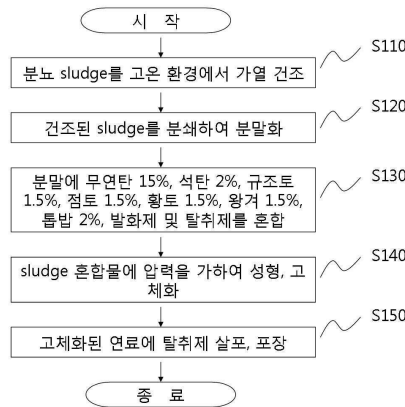 시 작
S110
분뇨 sludge를 고온 환경에서 가열 건조
S120
건조된 sludge를 분쇄하여 분말화
S130
분말에 무연탄 15%, 석탄 2%, 규조토
1.5%, 점토 1.5%, 황토 1.5%, 왕겨 1.5%,
톱밥 2%, 발화제 및 탈취제를 혼합
S140
sludge 혼합물에 압력을 가하여 성형, 고
체화
S150
고체화된 연료에 탈취제 살포, 포장
종 료